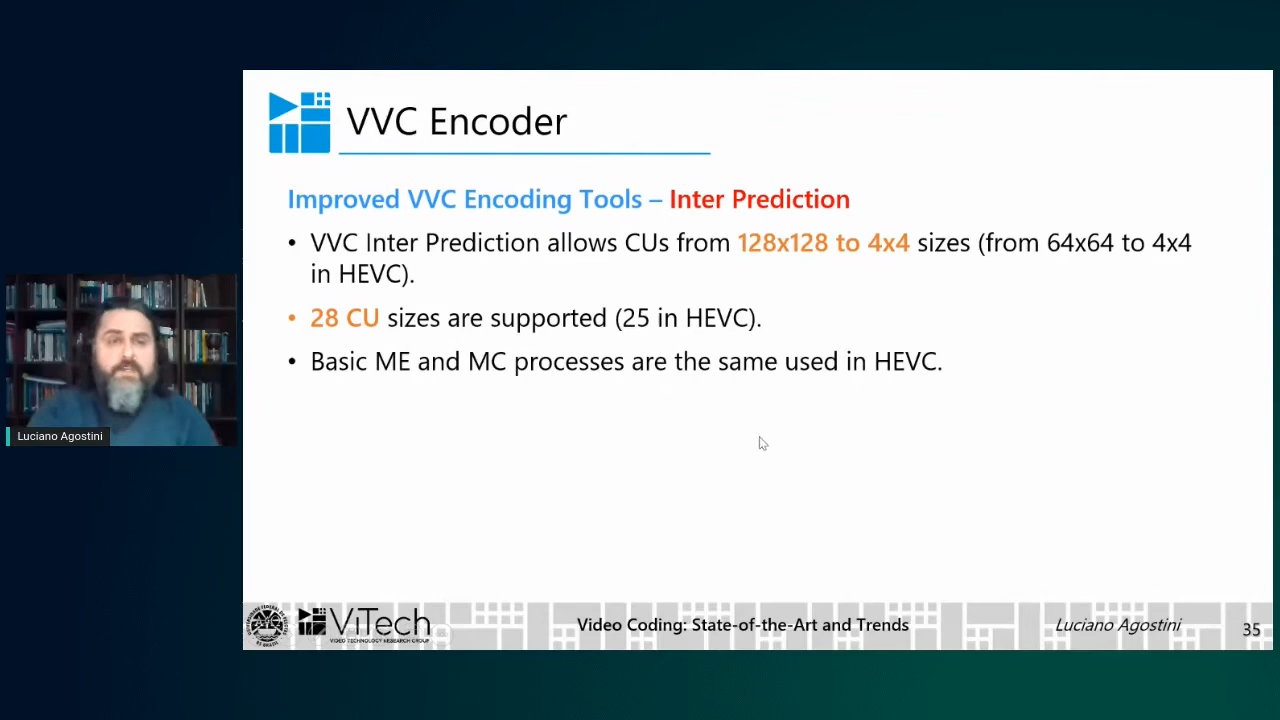 VVC Encoder
Improved VVC Encoding Tools – Inter Prediction
• VVC Inter Prediction allows CUs from 128x128 to 4x4 sizes (from 64x64 to 4x4
in HEVC).
• 28 CU sizes are supported (25 in HEVC).
• Basic ME and MC processes are the same used in HEVC.
Luciano Agostini
ViTech
VIDEO TECHNOLOGY RESEARCH GROUP
Video Coding: State-of-the-Art and Trends
Luciano Agostini
35